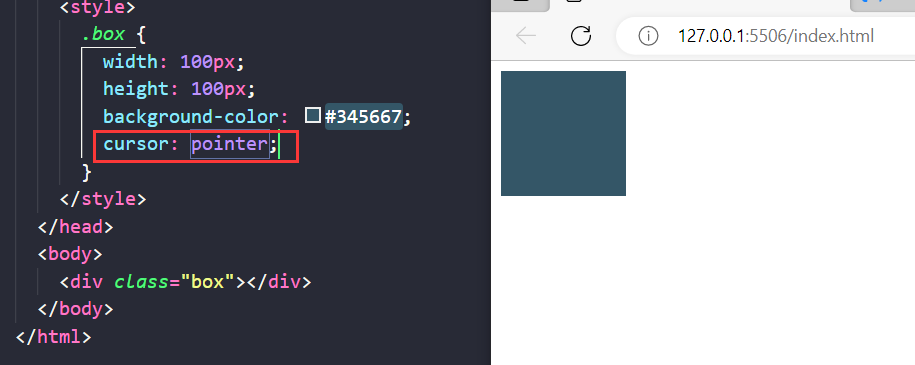 <style>
.box {
width: 100px;
height: 100px;
background-color: #345667;
cursor: pointer;
}
</style>
</head>
<body>
<div class="box"></div>
</body>
</html>
127.0.0.1:5506/index.html